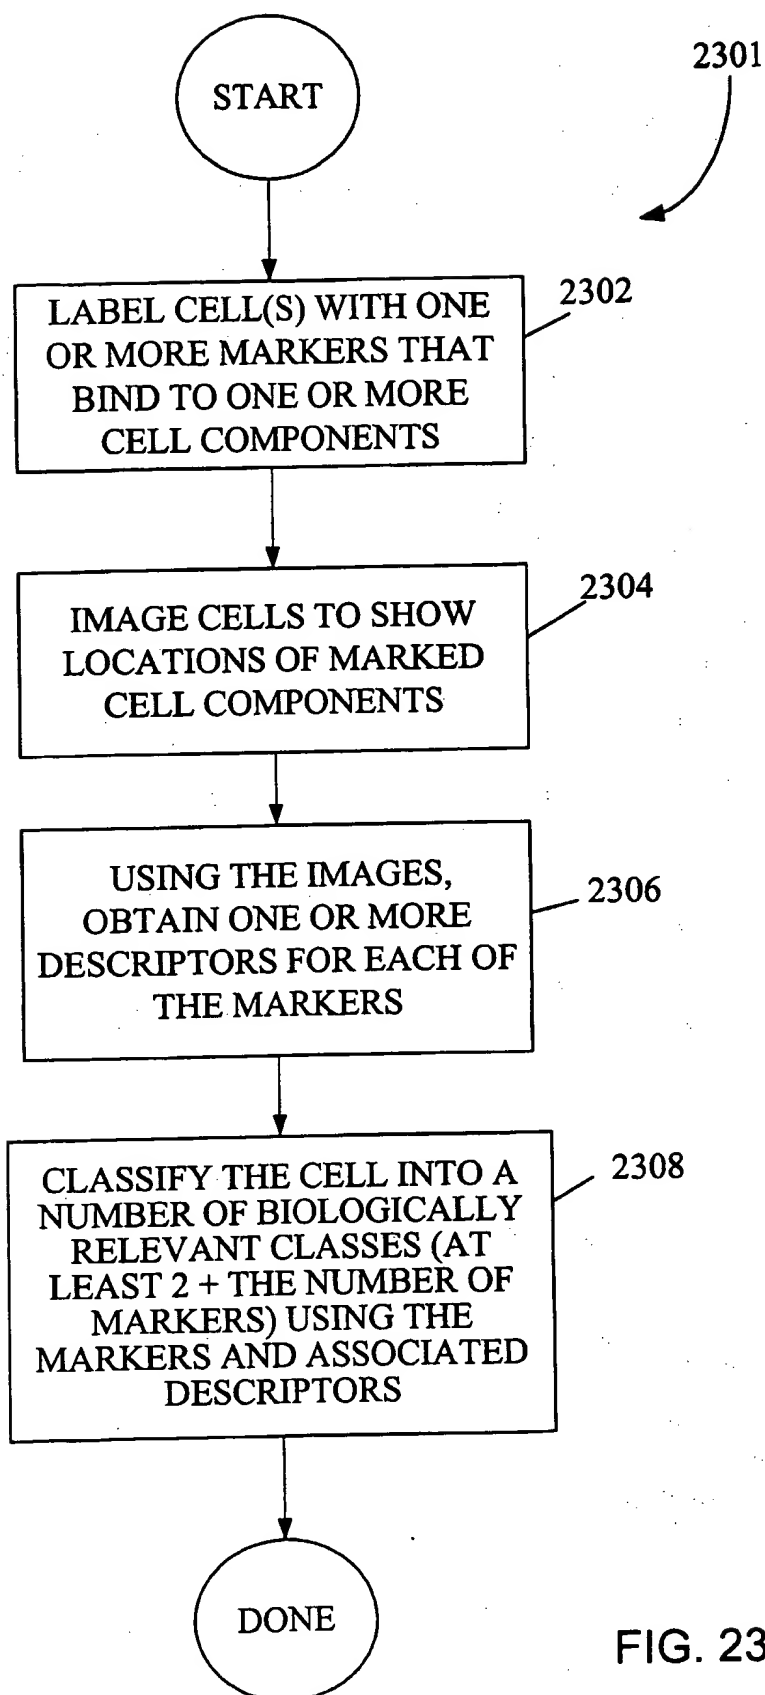 START
2301
LABEL CELL(S) WITH ONE
OR MORE MARKERS THAT
BIND TO ONE OR MORE
CELL COMPONENTS
2302
IMAGE CELLS TO SHOW
LOCATIONS OF MARKED
CELL COMPONENTS
2304
USING THE IMAGES,
OBTAIN ONE OR MORE
DESCRIPTORS FOR EACH OF
THE MARKERS
2306
CLASSIFY THE CELL INTO A
NUMBER OF BIOLOGICALLY
RELEVANT CLASSES (AT
LEAST 2 + THE NUMBER OF
MARKERS) USING THE
MARKERS AND ASSOCIATED
DESCRIPTORS
2308
DONE
FIG. 23